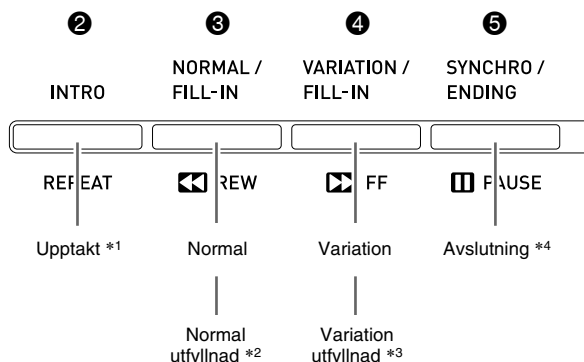 ❷ ❸ ❹ ❺
INTRO
NORMAL /
FILL-IN
VARIATION /
FILL-IN
SYNCHRO /
ENDING
REPEAT
REW
FF
PAUSE
Upptakt *1
Normal
Variation
Avslutning *4
Normal
utfyllnad *2
Variation
utfyllnad *3